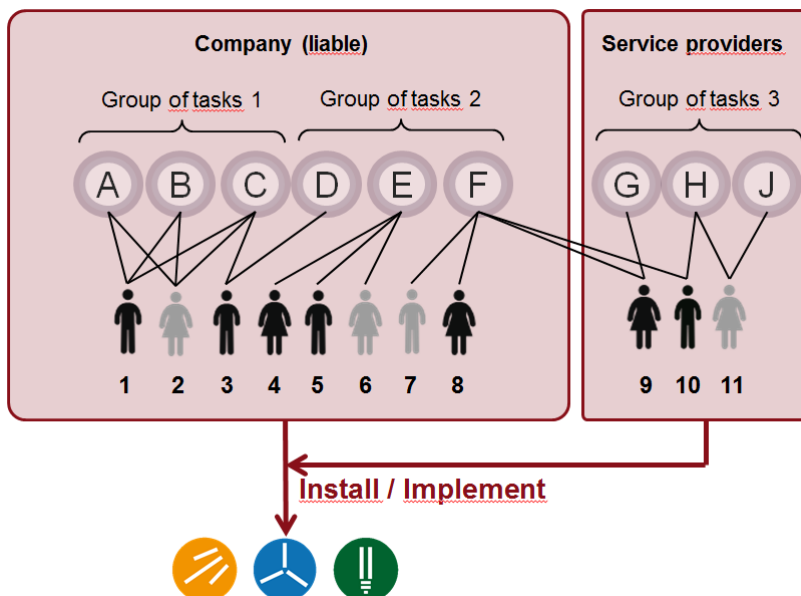 Company (liable)
Service providers
Group of tasks 1
Group of tasks 2
Group of tasks 3
A B C D E F G H J
1 2 3 4 5 6 7 8 9 10 11
Install / Implement